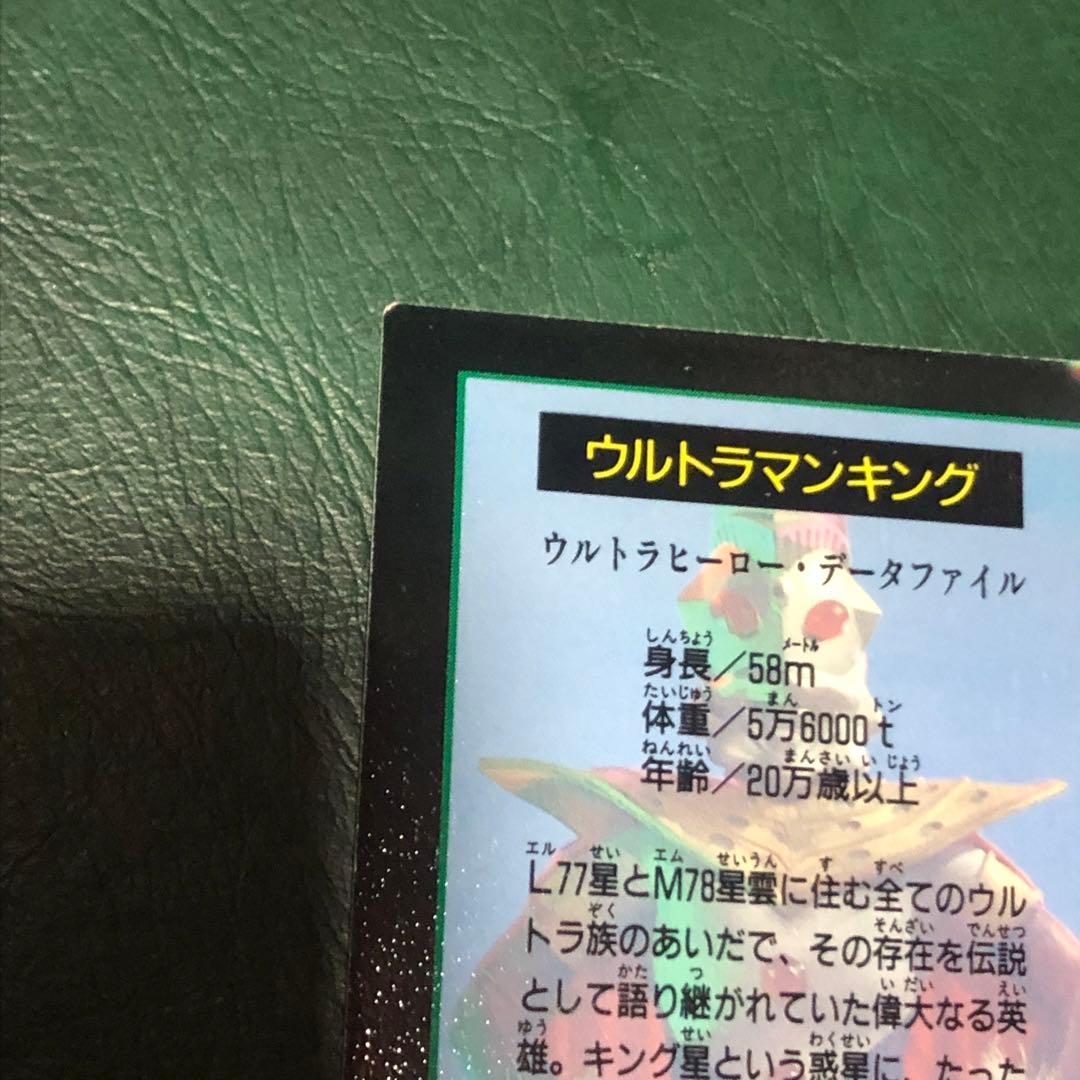 ウルトラマンキング
ウルトラヒーロー・データファイル
しんちょう メートル
身長／58m
たいじゅう まん トン
体重／5万6000t
ねんれい まんさい いじょう
年齢／20万歳以上
エル せい エム せいうん す すべ
L77星とM78星雲に住む全てのウル
ぞく そんざい でんせつ
トラ族のあいだで、その存在を伝説
かた つ いだい えい
として語り継がれていた偉大なる英
ゆう せい わくせい
雄。キング星という惑星に、たった